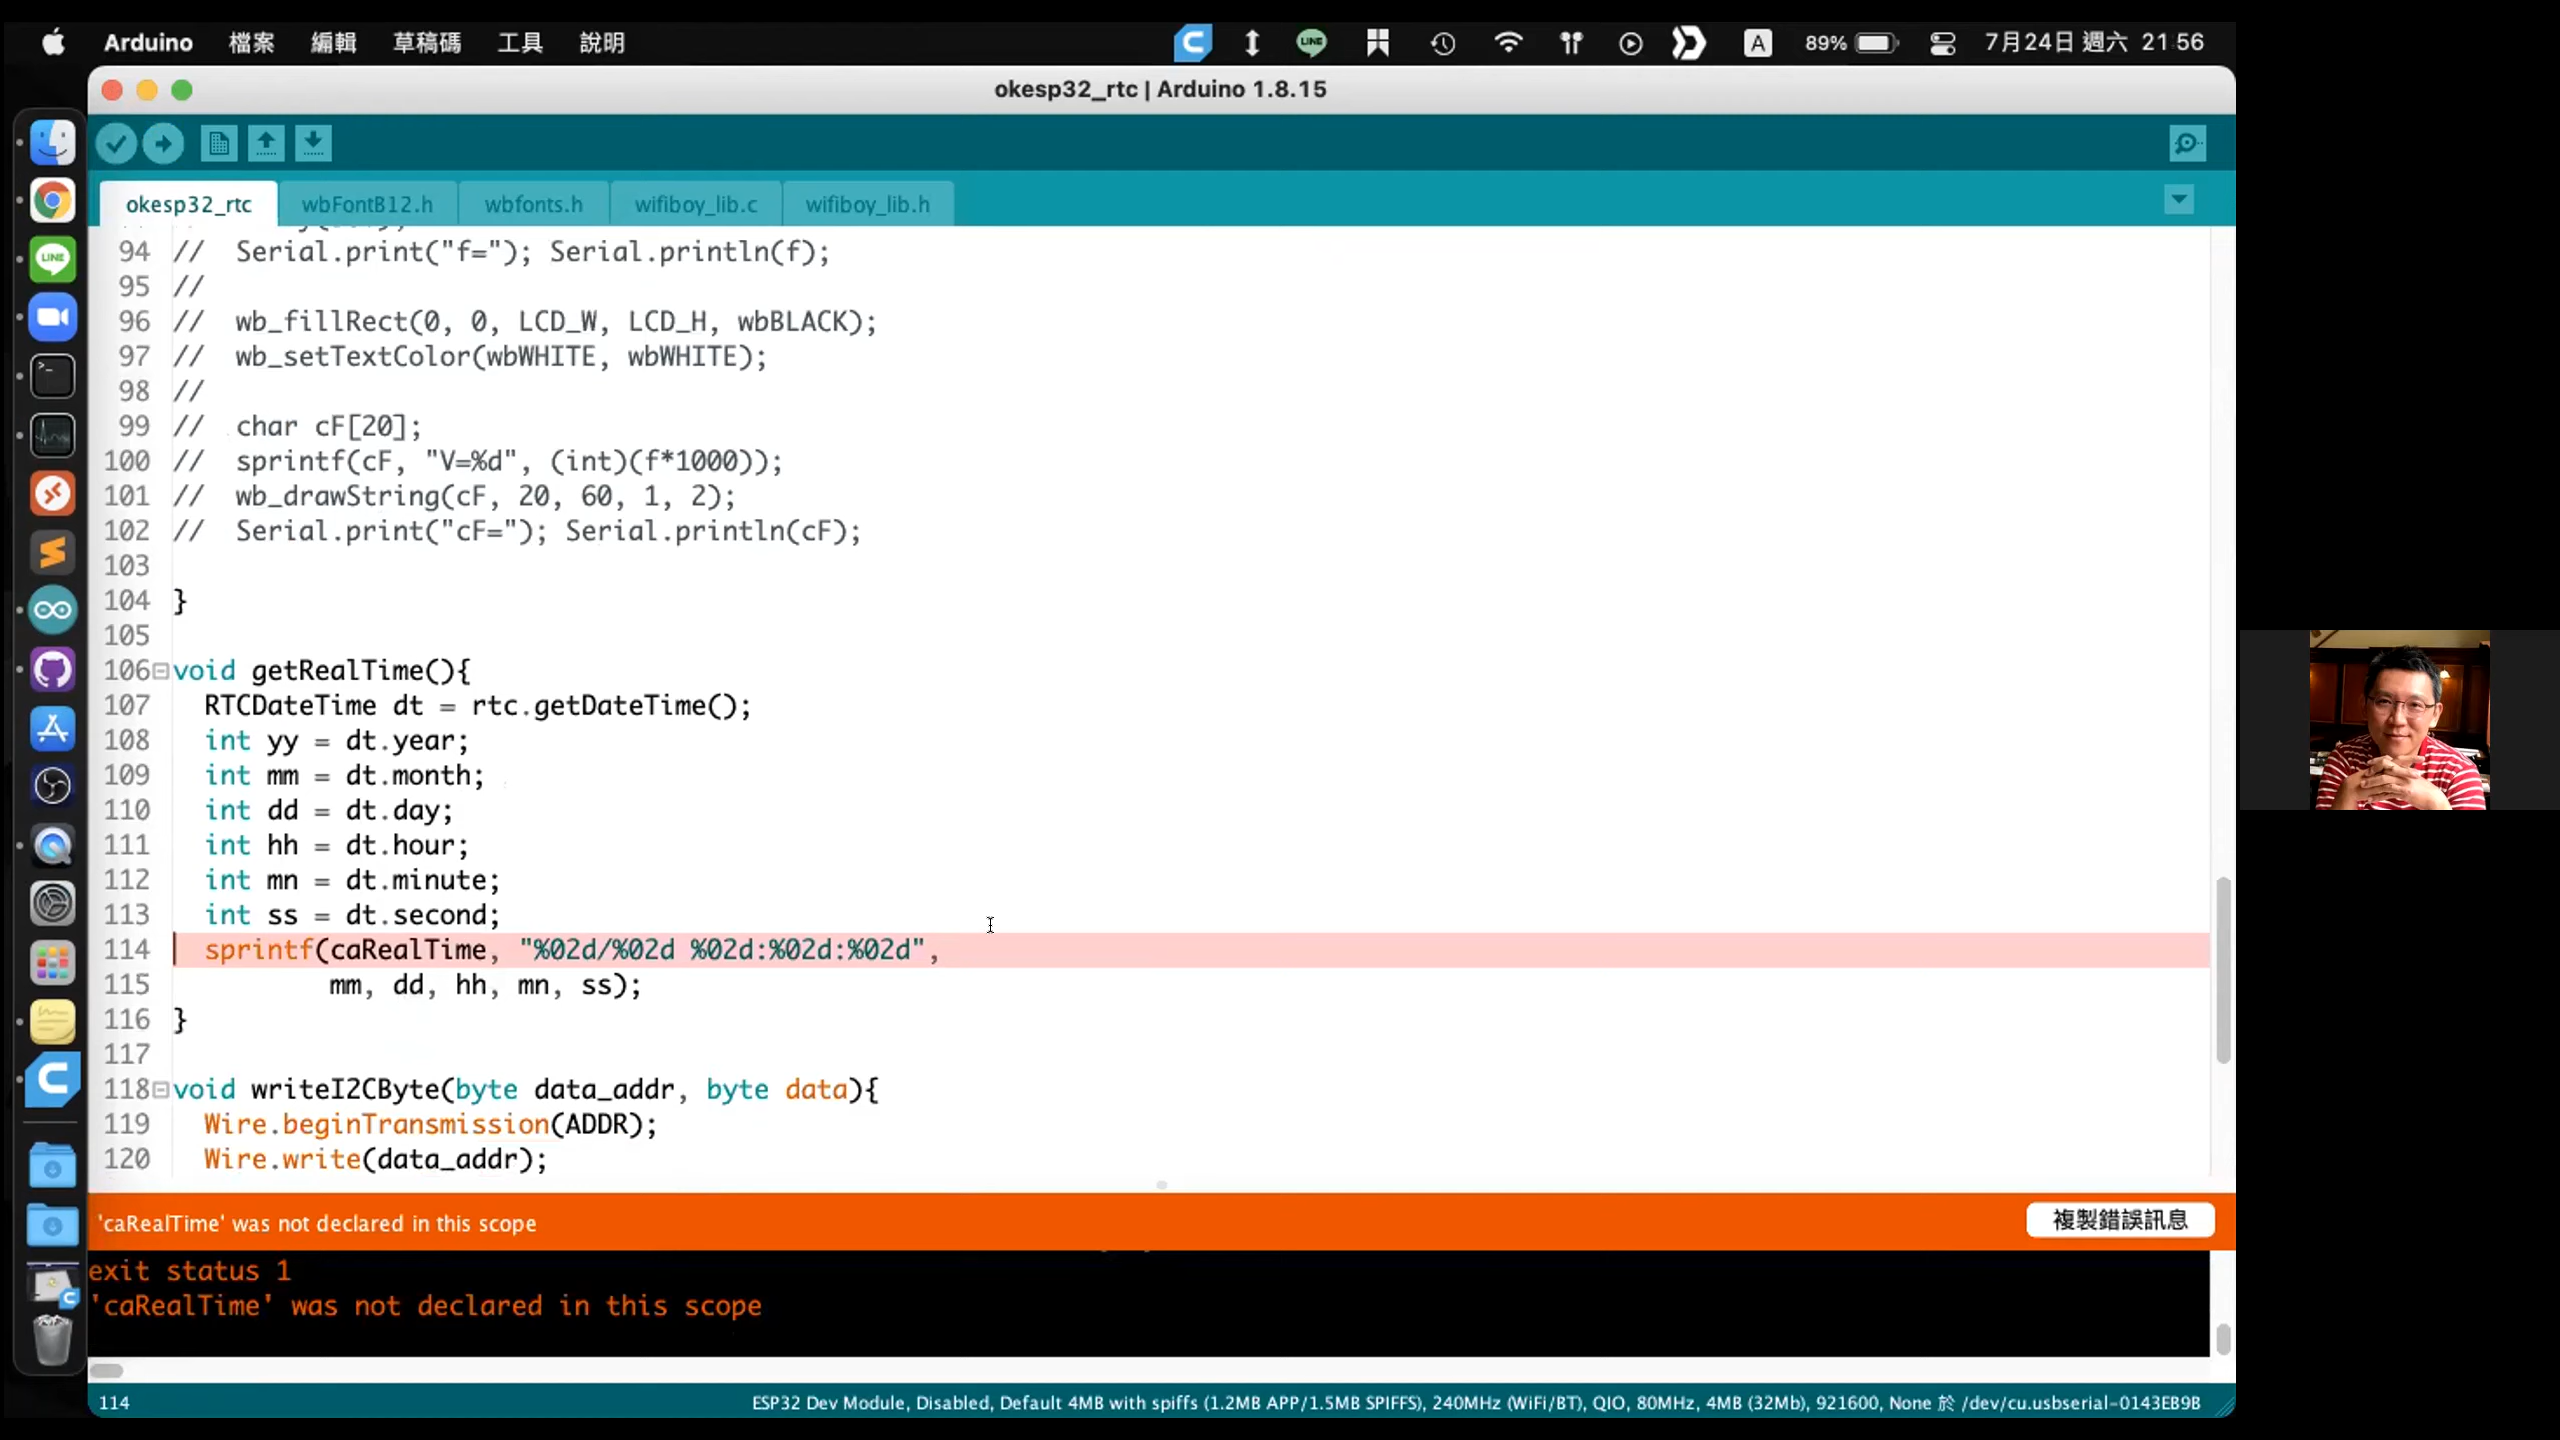 Arduino 檔案 編輯 草稿碼 工具 說明 LINE A 89% 7月24日 週六 21:56
okesp32_rtc | Arduino 1.8.15
okesp32_rtc wbFontB12.h wbfonts.h wifiboy_lib.c wifiboy_lib.h
94 // Serial.print("f="); Serial.println(f);
95 //
96 // wb_fillRect(0, 0, LCD_W, LCD_H, wbBLACK);
97 // wb_setTextColor(wbWHITE, wbWHITE);
98 //
99 // char cF[20];
100 // sprintf(cF, "V=%d", (int)(f*1000));
101 // wb_drawString(cF, 20, 60, 1, 2);
102 // Serial.print("cF="); Serial.println(cF);
103
104 }
105
106 void getRealTime(){
107 RTCDateTime dt = rtc.getDateTime();
108 int yy = dt.year;
109 int mm = dt.month;
110 int dd = dt.day;
111 int hh = dt.hour;
112 int mn = dt.minute;
113 int ss = dt.second;
114 sprintf(caRealTime, "%02d/%02d %02d:%02d:%02d",
115 mm, dd, hh, mn, ss);
116 }
117
118 void writeI2CByte(byte data_addr, byte data){
119 Wire.beginTransmission(ADDR);
120 Wire.write(data_addr);
'caRealTime' was not declared in this scope 複製錯誤訊息
exit status 1
'caRealTime' was not declared in this scope
114 ESP32 Dev Module, Disabled, Default 4MB with spiffs (1.2MB APP/1.5MB SPIFFS), 240MHz (WiFi/BT), QIO, 80MHz, 4MB (32Mb), 921600, None 於 /dev/cu.usbserial-0143EB9B